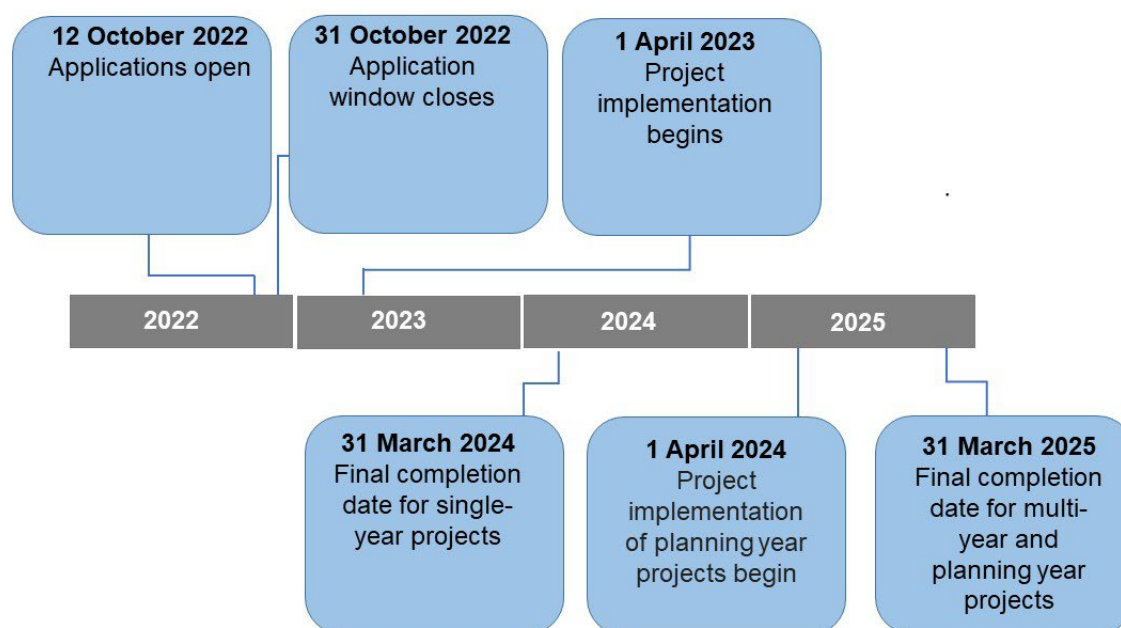 12 October 2022
Applications open
31 October 2022
Application
window closes
1 April 2023
Project
implementation
begins
2022
2023
2024
2025
31 March 2024
Final completion
date for single-
year projects
1 April 2024
Project
implementation
of planning year
projects begin
31 March 2025
Final completion
date for multi-
year and
planning year
projects